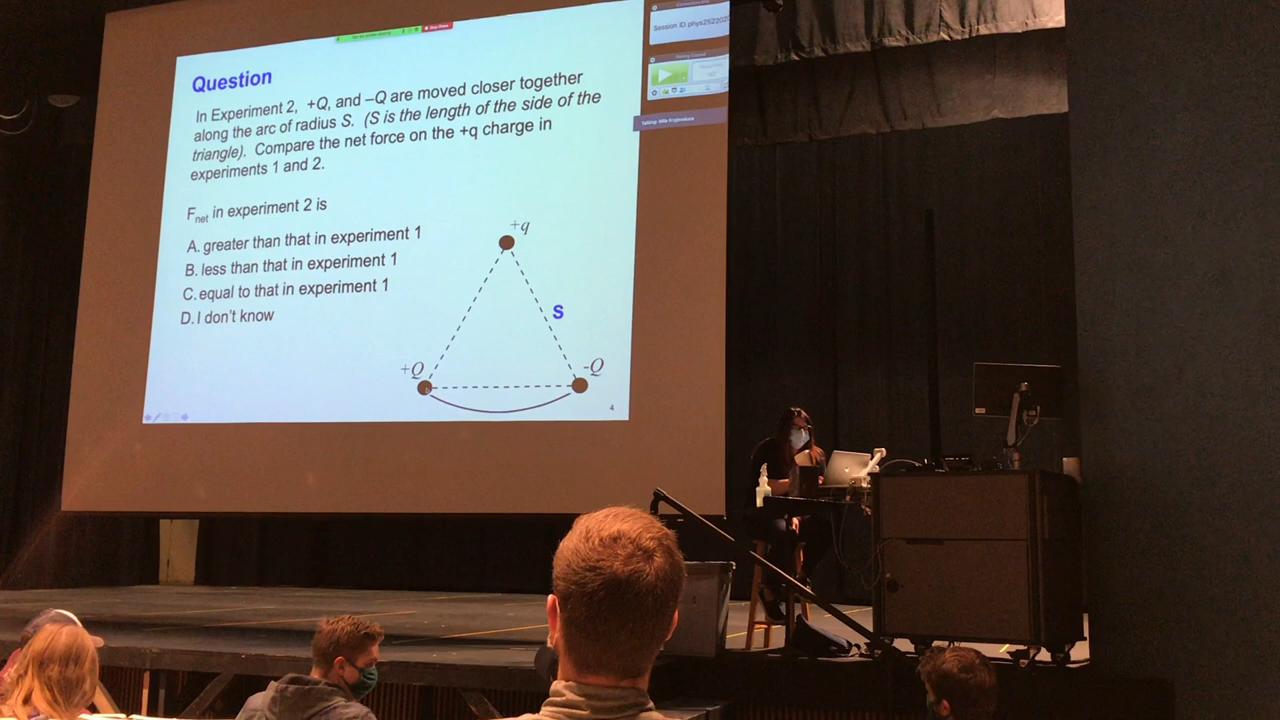 Session ID: phys252202
Question
In Experiment 2, +Q, and –Q are moved closer together
along the arc of radius S. (S is the length of the side of the
triangle). Compare the net force on the +q charge in
experiments 1 and 2.
Fnet in experiment 2 is
A. greater than that in experiment 1
B. less than that in experiment 1
C. equal to that in experiment 1
D. I don't know
+q
S
+Q
-Q
4